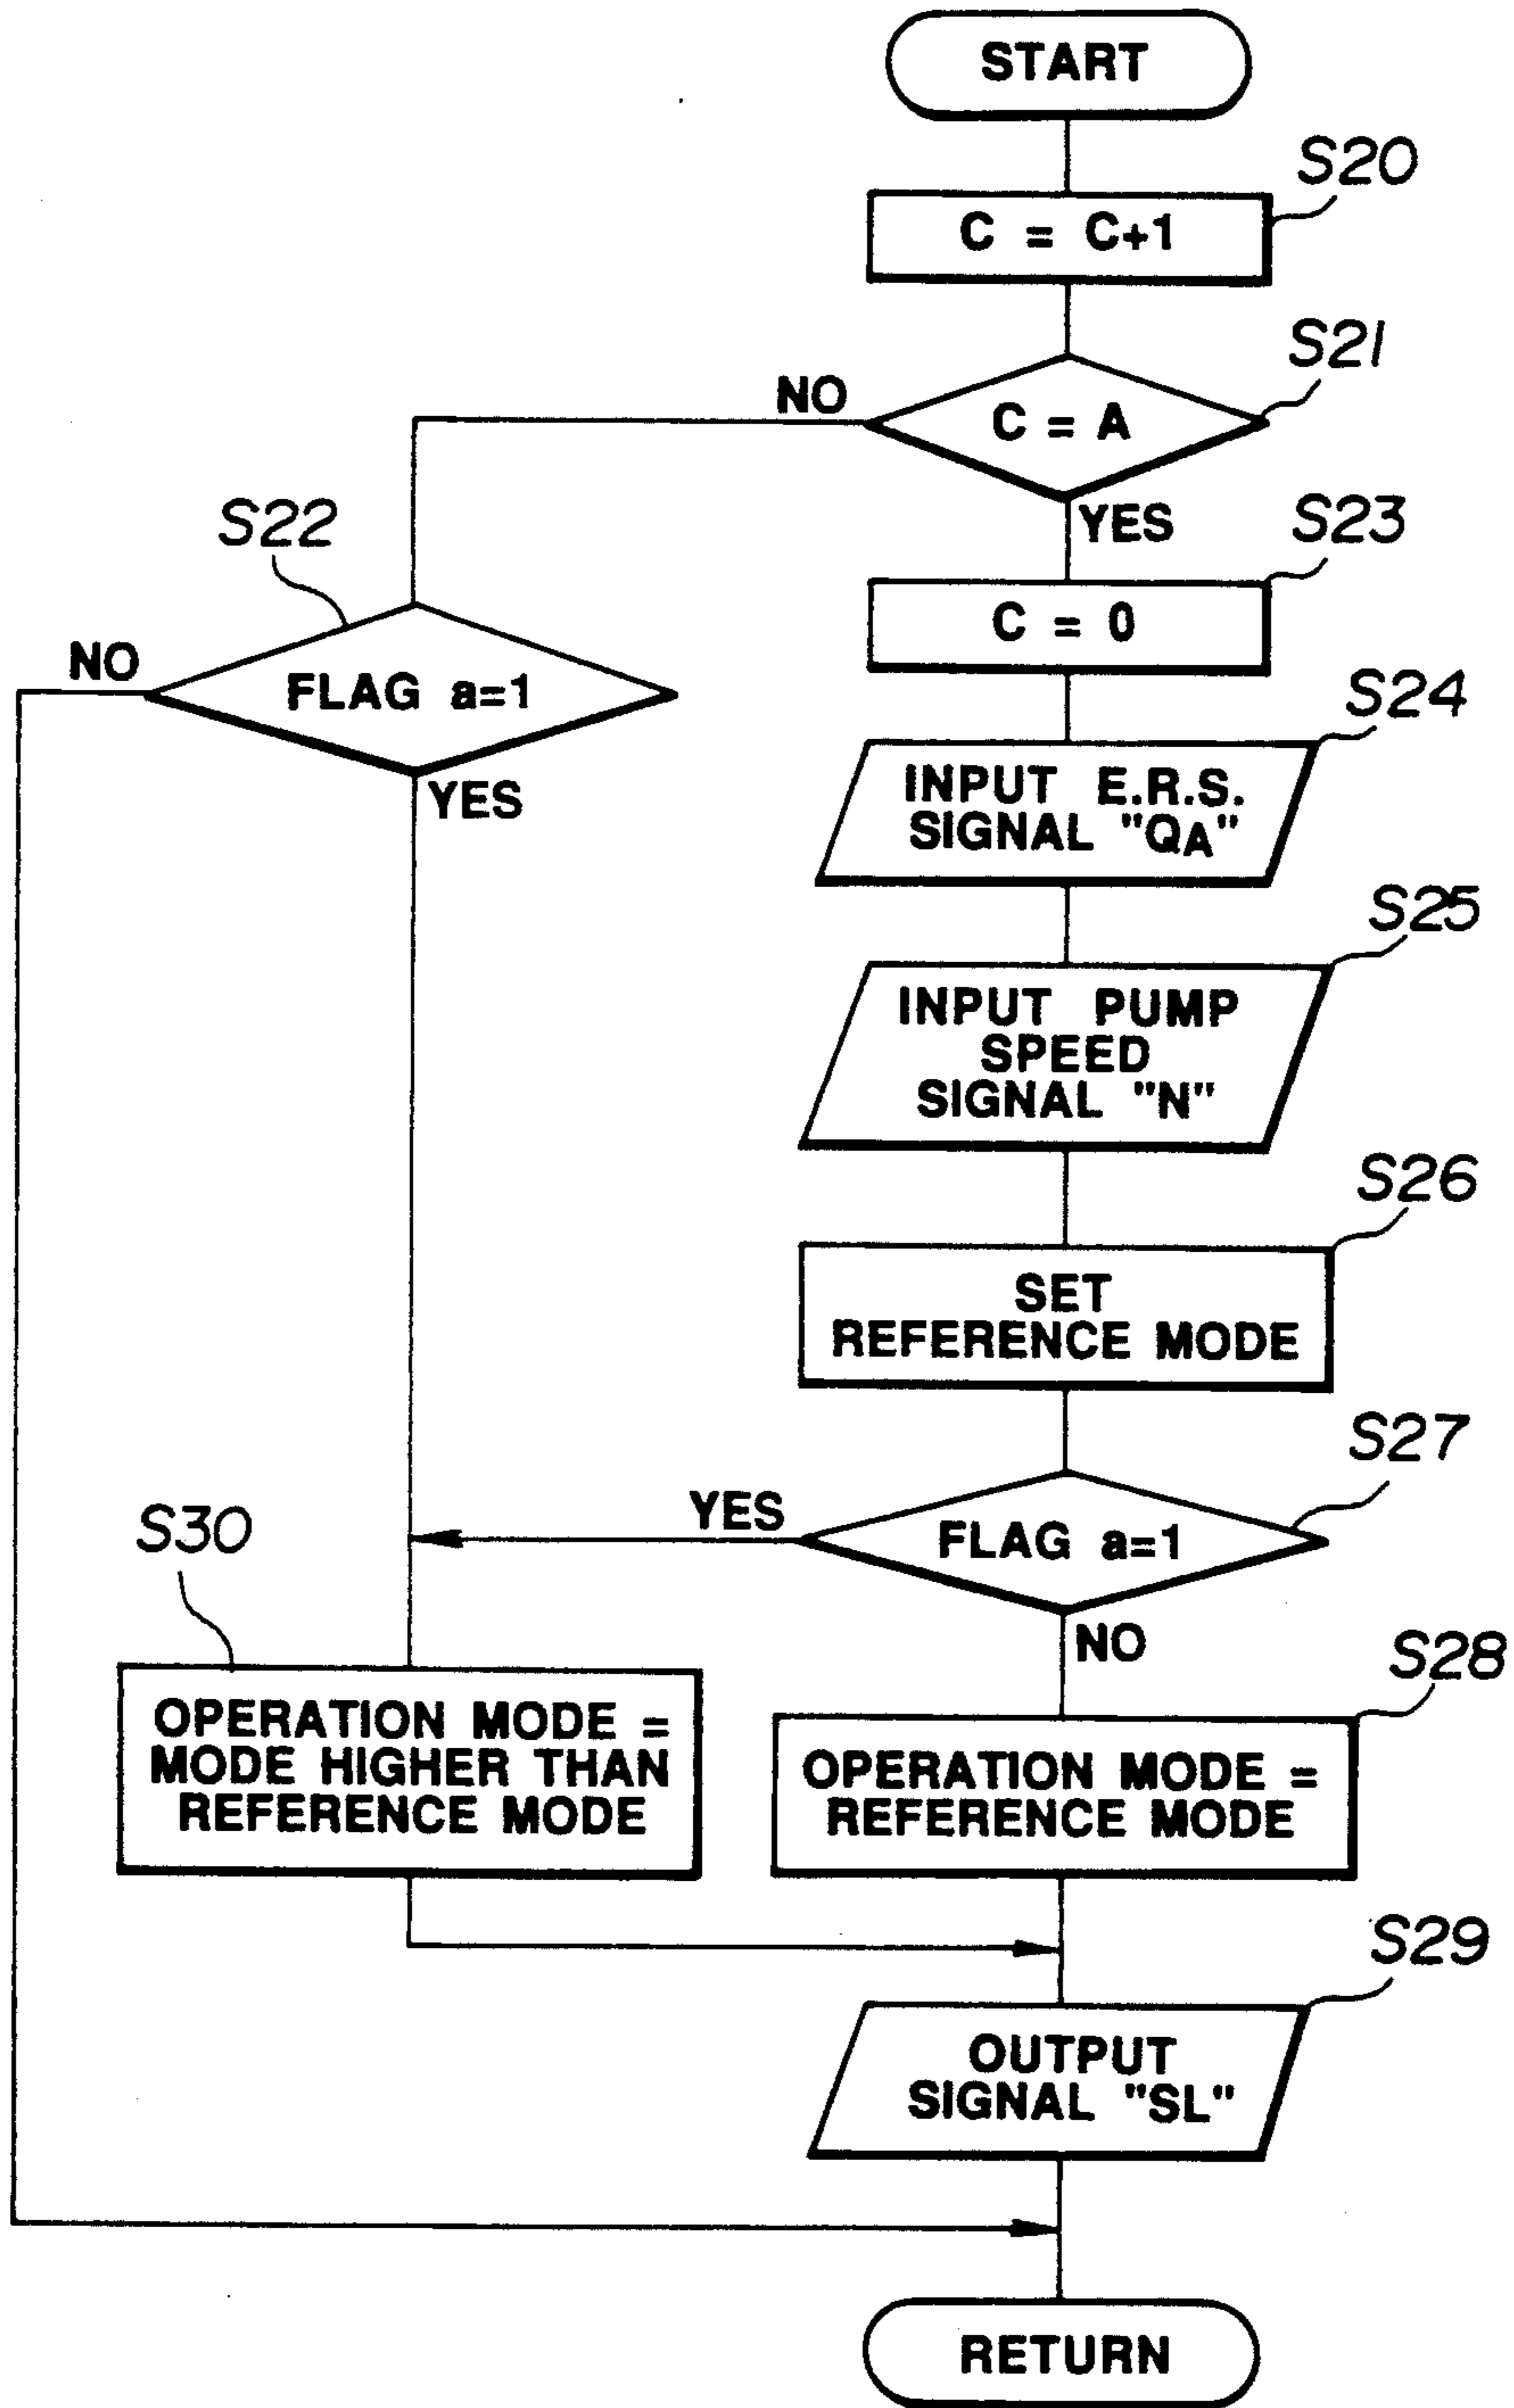 START
S20
C = C+1
S21
NO
C = A
YES
S22
S23
C = 0
NO
FLAG a=1
YES
S24
INPUT E.R.S.
SIGNAL "QA"
S25
INPUT PUMP
SPEED
SIGNAL "N"
S26
SET
REFERENCE MODE
S27
YES
FLAG a=1
NO
S30
OPERATION MODE =
MODE HIGHER THAN
REFERENCE MODE
S28
OPERATION MODE =
REFERENCE MODE
S29
OUTPUT
SIGNAL "SL"
RETURN